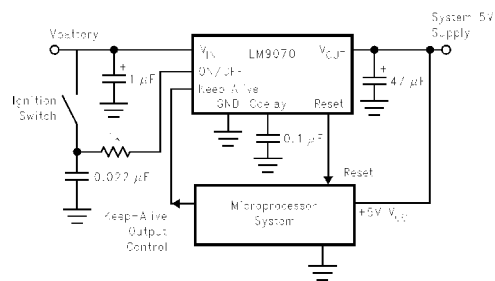 System 5V
Supply
Vbattery
VIN
LM9070
VOUT
ON/OFF
Keep-Alive
GND
Cdelay
Reset
1 μF
47 μF
Ignition
Switch
0.1 μF
0.022 μF
Reset
Microprocessor
System
+5V VCC
Keep-Alive
Output
Control